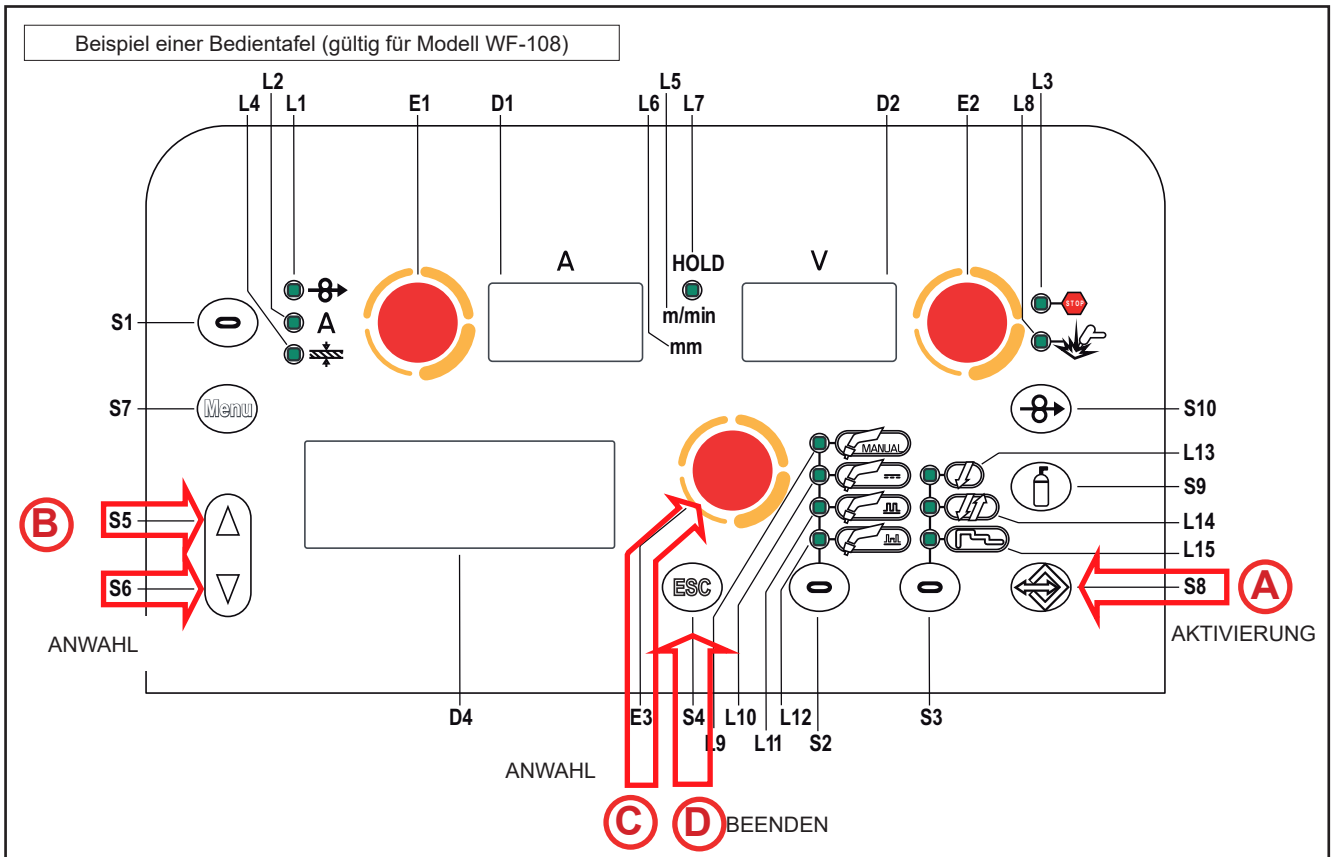 Beispiel einer Bedientafel (gültig für Modell WF-108)
L2 L5 L3
L4 L1 E1 D1 L6 L7 D2 E2 L8
A HOLD V
STOP
S1 A m/min
mm
S7 Menu S10
MANUAL L13
B S5 S9
L14
L15
S6 ESC S8 A
ANWAHL AKTIVIERUNG
D4 E3 S4 L10 L12 S3
L9 L11 S2
ANWAHL
C D BEENDEN